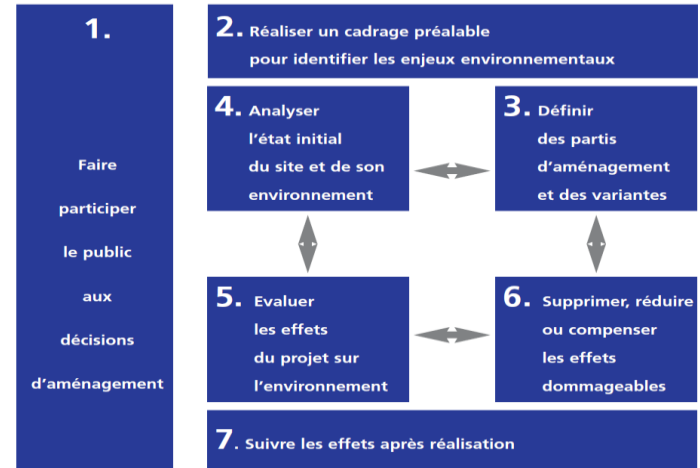 1.
Faire
participer
le public
aux
décisions
d'aménagement
2. Réaliser un cadrage préalable
pour identifier les enjeux environnementaux
4. Analyser
l'état initial
du site et de son
environnement
3. Définir
des partis
d'aménagement
et des variantes
5. Evaluer
les effets
du projet sur
l'environnement
6. Supprimer, réduire
ou compenser
les effets
dommageables
7. Suivre les effets après réalisation